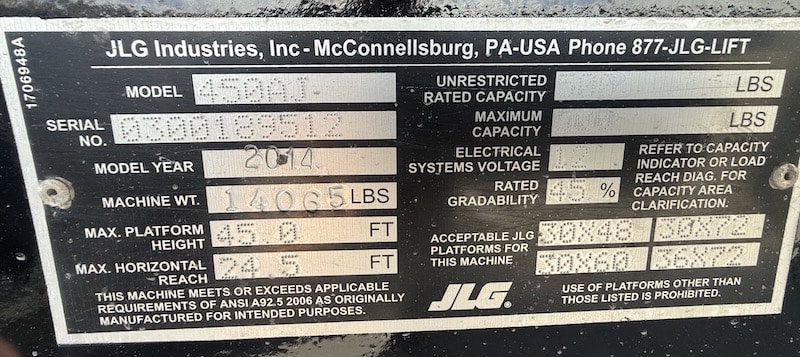 1706948A
JLG Industries, Inc - McConnellsburg, PA-USA Phone 877-JLG-LIFT
MODEL 450AJ
SERIAL NO. 0300189512
MODEL YEAR 2014
MACHINE WT. 14065 LBS
MAX. PLATFORM HEIGHT 45.0 FT
MAX. HORIZONTAL REACH 24.5 FT
THIS MACHINE MEETS OR EXCEEDS APPLICABLE
REQUIREMENTS OF ANSI A92.5 2006 AS ORIGINALLY
MANUFACTURED FOR INTENDED PURPOSES.
UNRESTRICTED RATED CAPACITY LBS
MAXIMUM CAPACITY LBS
ELECTRICAL SYSTEMS VOLTAGE 12
RATED GRADABILITY 45 %
REFER TO CAPACITY
INDICATOR OR LOAD
REACH DIAG. FOR
CAPACITY AREA
CLARIFICATION.
ACCEPTABLE JLG
PLATFORMS FOR
THIS MACHINE
30X48 30X72
30X60 36X72
JLG®
USE OF PLATFORMS OTHER THAN
THOSE LISTED IS PROHIBITED.